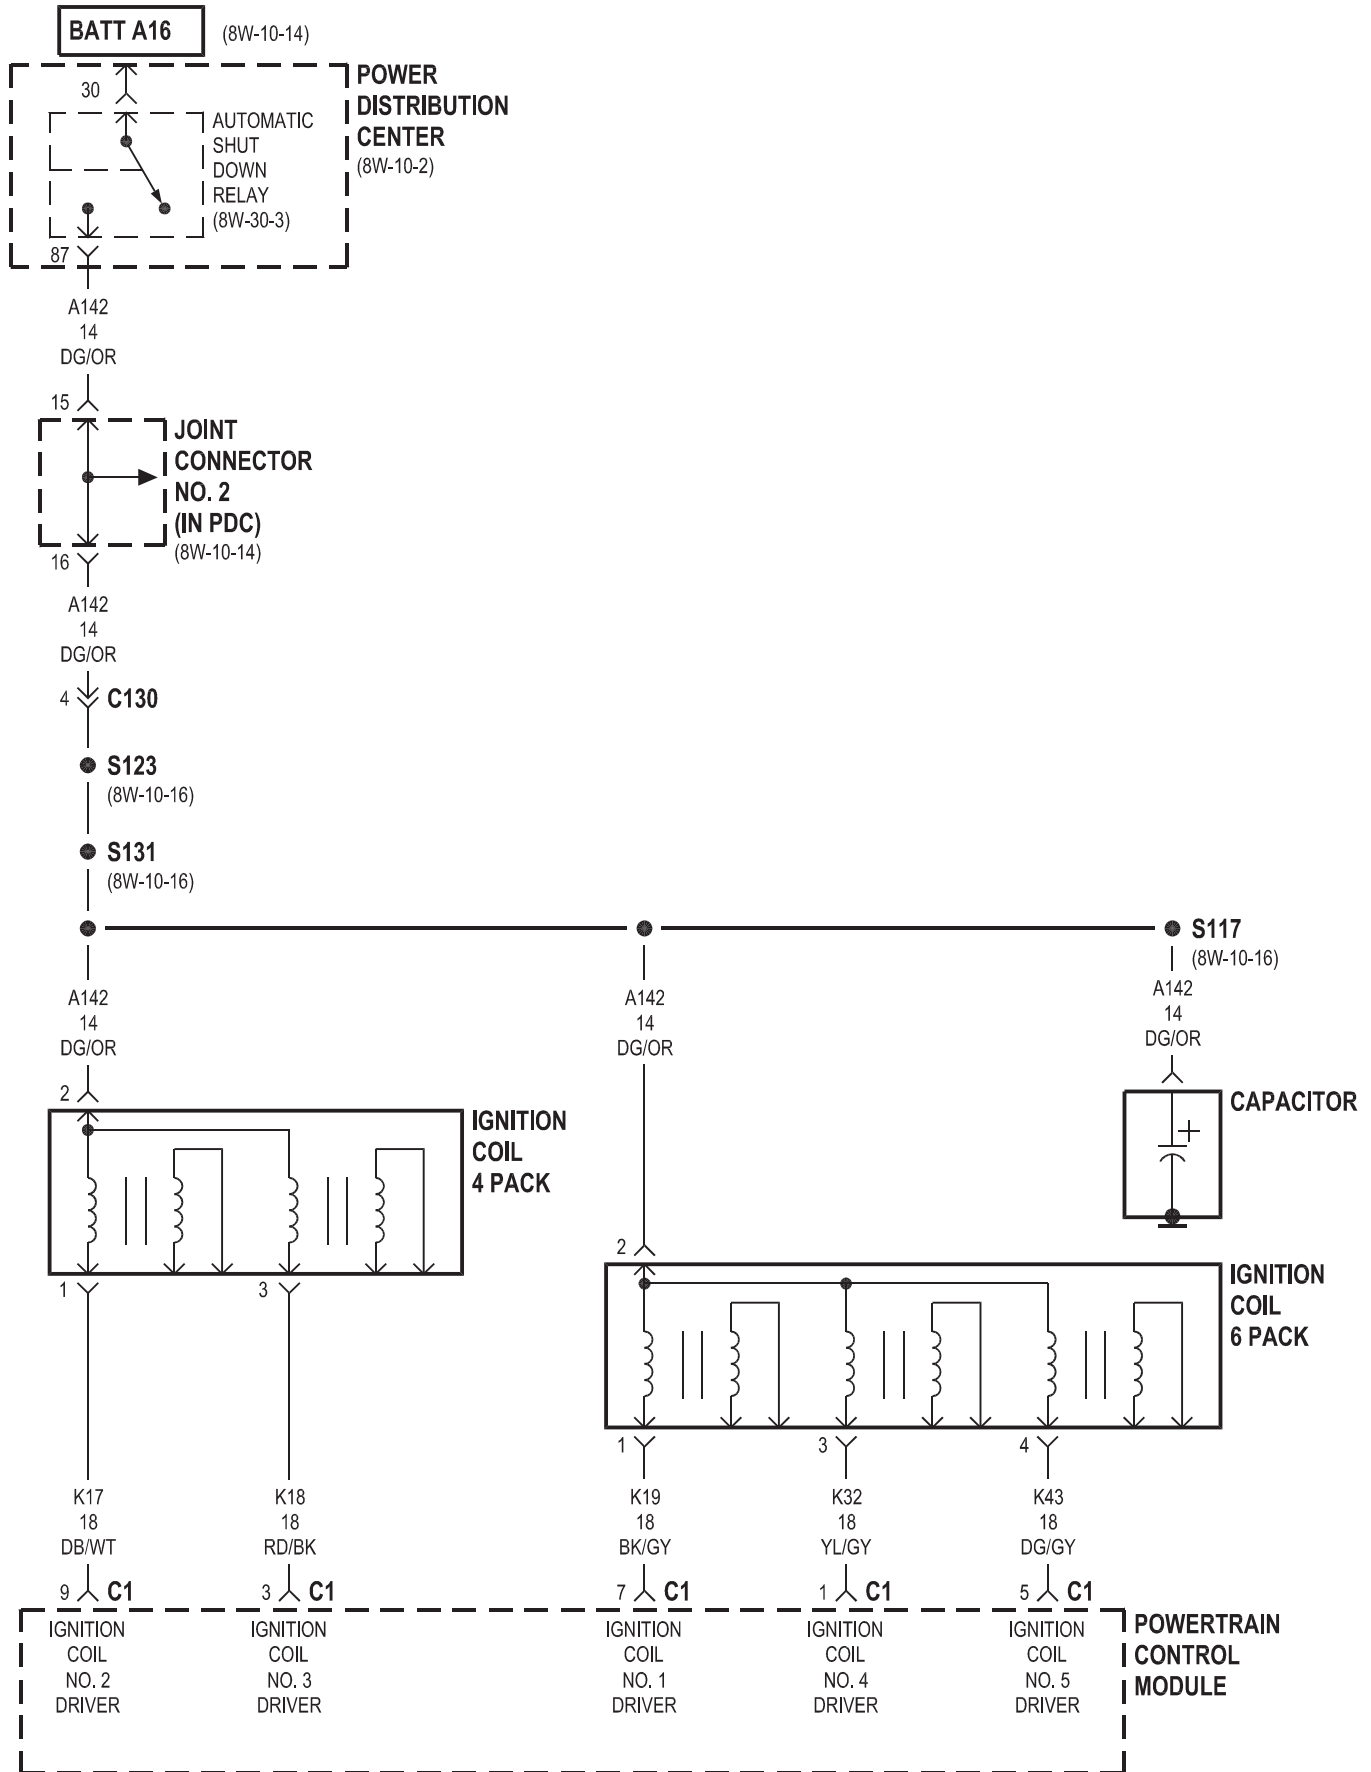 BATT A16
(8W-10-14)
30
POWER
DISTRIBUTION
CENTER
(8W-10-2)
AUTOMATIC
SHUT
DOWN
RELAY
(8W-30-3)
87
A142
14
DG/OR
15
JOINT
CONNECTOR
NO. 2
(IN PDC)
(8W-10-14)
16
A142
14
DG/OR
4
C130
S123
(8W-10-16)
S131
(8W-10-16)
S117
(8W-10-16)
A142
14
DG/OR
A142
14
DG/OR
A142
14
DG/OR
2
IGNITION
COIL
4 PACK
CAPACITOR
+
1
3
2
IGNITION
COIL
6 PACK
1
3
4
K17
18
DB/WT
K18
18
RD/BK
K19
18
BK/GY
K32
18
YL/GY
K43
18
DG/GY
9 C1
3 C1
7 C1
1 C1
5 C1
IGNITION
COIL
NO. 2
DRIVER
IGNITION
COIL
NO. 3
DRIVER
IGNITION
COIL
NO. 1
DRIVER
IGNITION
COIL
NO. 4
DRIVER
IGNITION
COIL
NO. 5
DRIVER
POWERTRAIN
CONTROL
MODULE